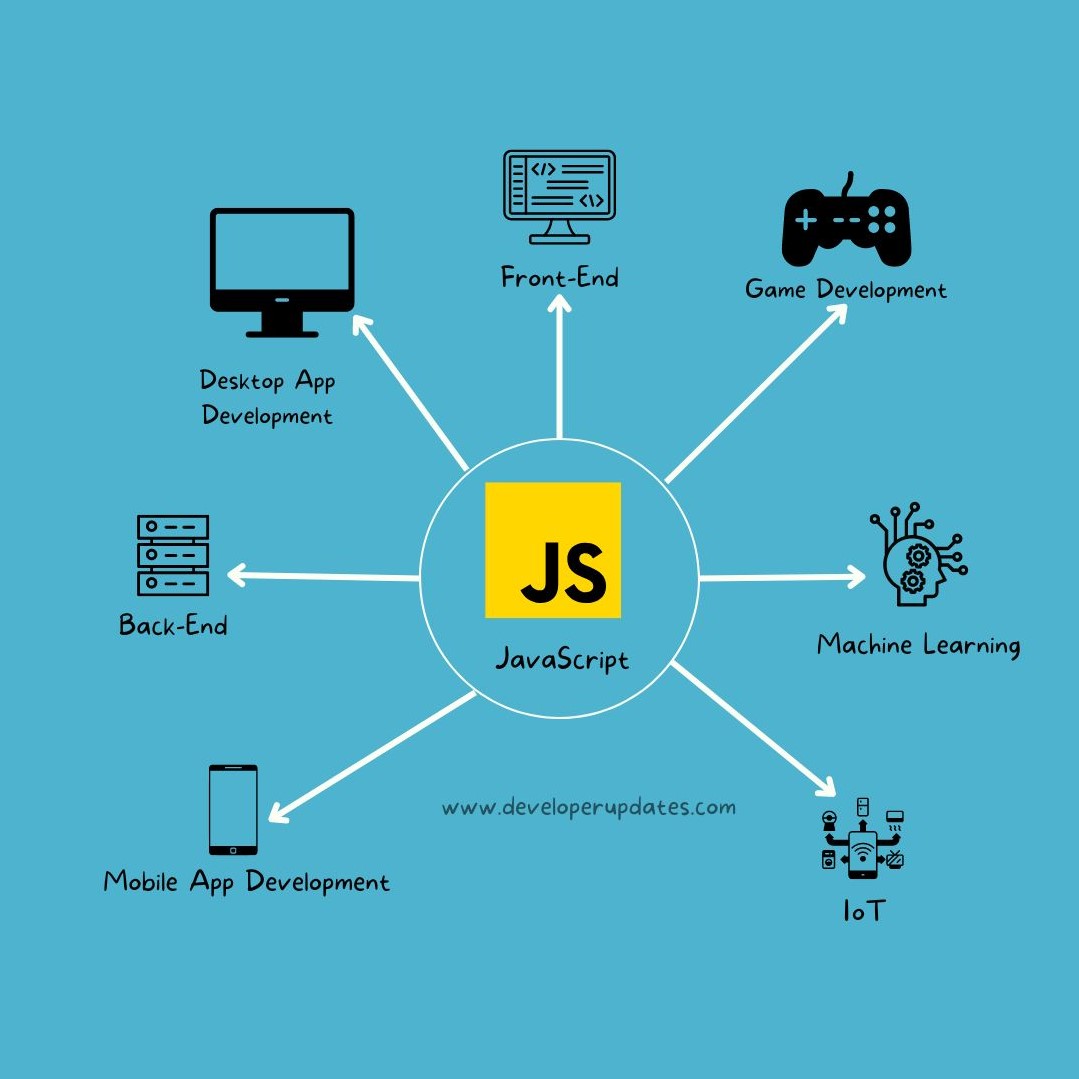 Front-End
Game Development
Desktop App
Development
JS
JavaScript
Back-End
Machine Learning
www.developerupdates.com
Mobile App Development
IoT